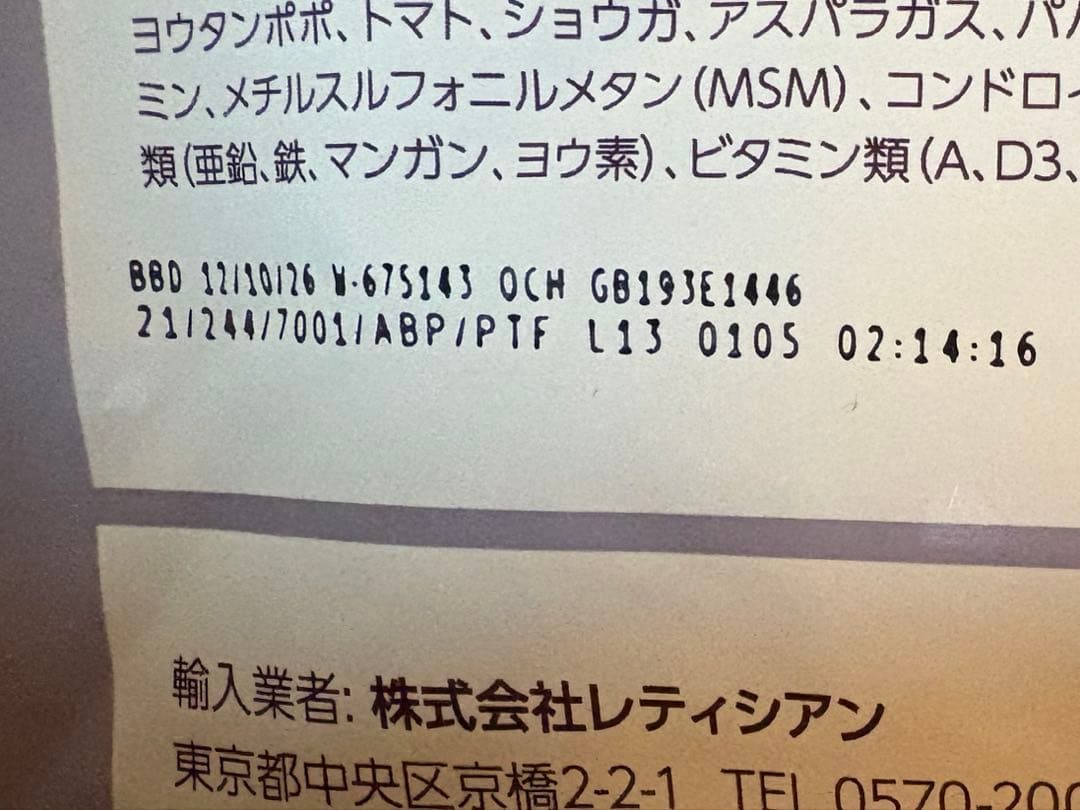 ヨウタンポポ、トマト、ショウガ、アスパラガス、パパ
ミン、メチルスルフォニルメタン(MSM)、コンドロイ
類(亜鉛、鉄、マンガン、ヨウ素)、ビタミン類(A、D3、
BBD 12/10/26 W-675143 OCH GB193E1446
21/244/7001/ABP/PTF L13 0105 02:14:16
輸入業者: 株式会社レティシアン
東京都中央区京橋2-2-1 TEL 0570-200